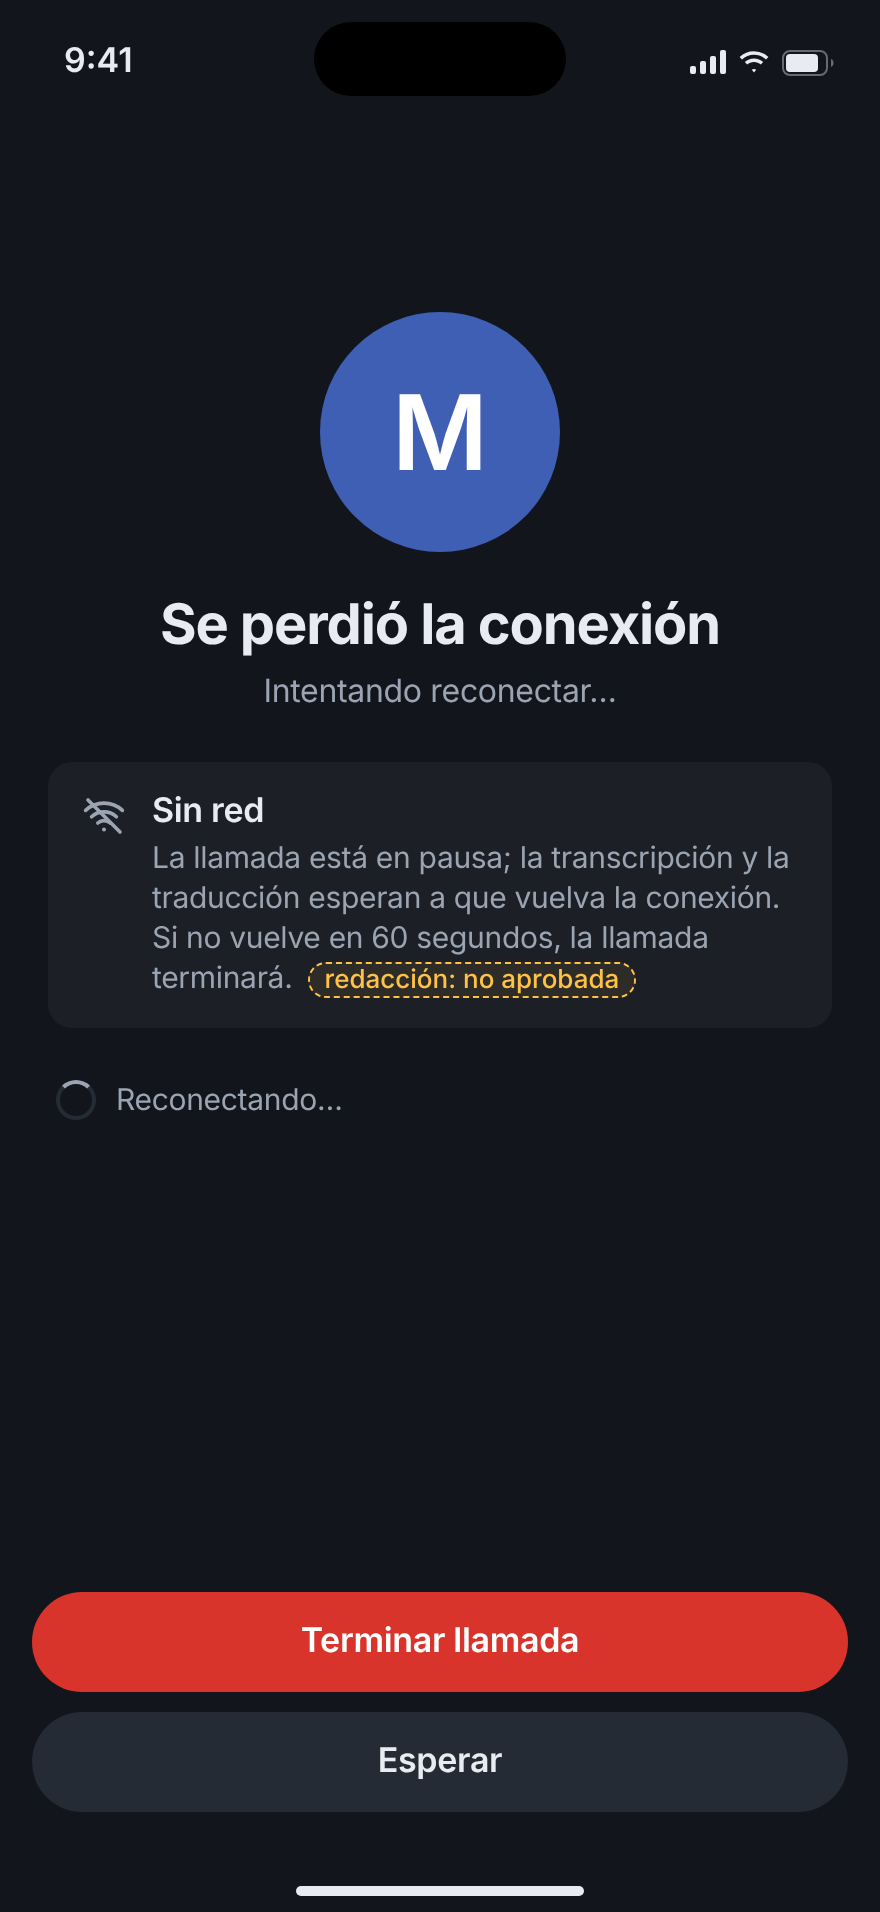 9:41
M
Se perdió la conexión
Intentando reconectar...
Sin red
La llamada está en pausa; la transcripción y la
traducción esperan a que vuelva la conexión.
Si no vuelve en 60 segundos, la llamada
terminará. redacción: no aprobada
Reconectando...
Terminar llamada
Esperar